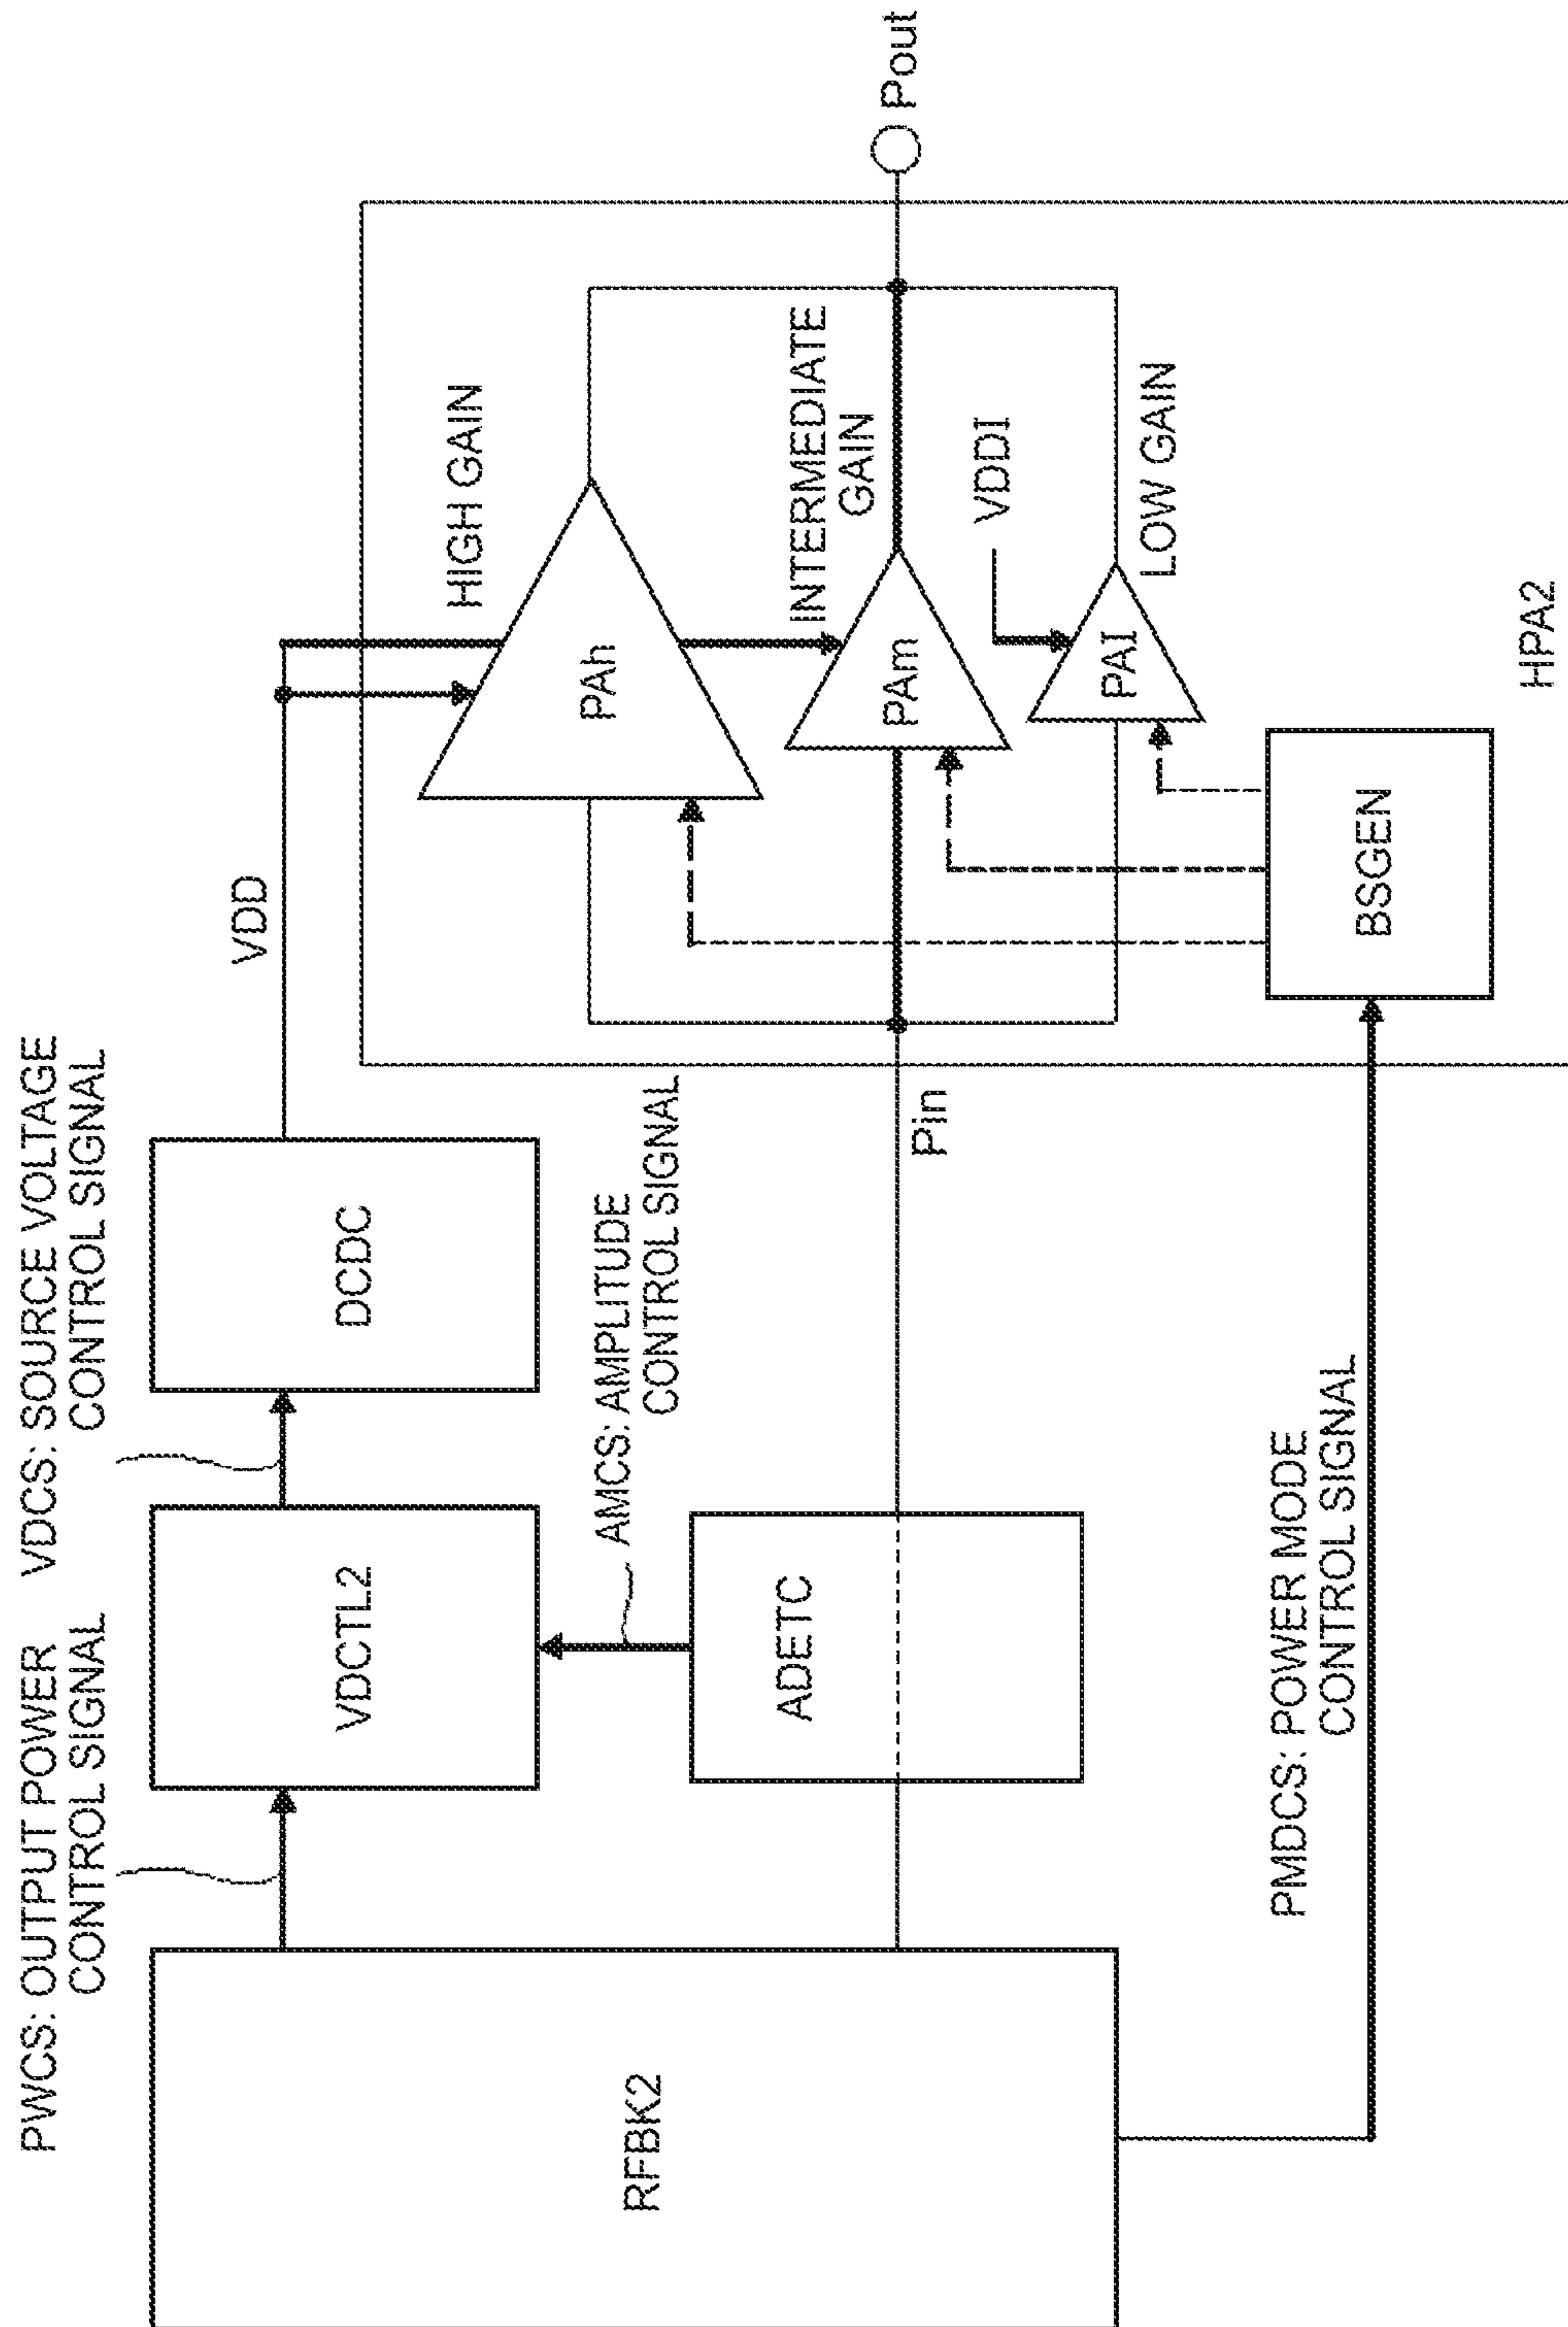 PWCS: OUTPUT POWER
CONTROL SIGNAL
VDCS: SOURCE VOLTAGE
CONTROL SIGNAL
VDCTL2
DCDC
VDD
RFBK2
AMCS: AMPLITUDE
CONTROL SIGNAL
ADETC
Pin
HIGH GAIN
PAh
INTERMEDIATE
GAIN
PAm
VDDI
PAI
LOW GAIN
Pout
PMDCS: POWER MODE
CONTROL SIGNAL
BSGEN
HPA2